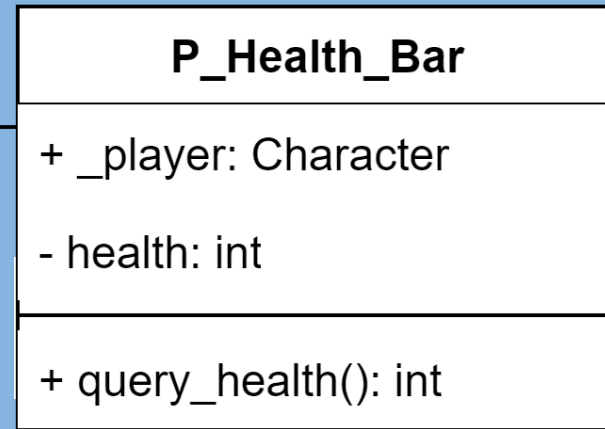 P_Health_Bar
+ _player: Character
- health: int
+ query_health(): int